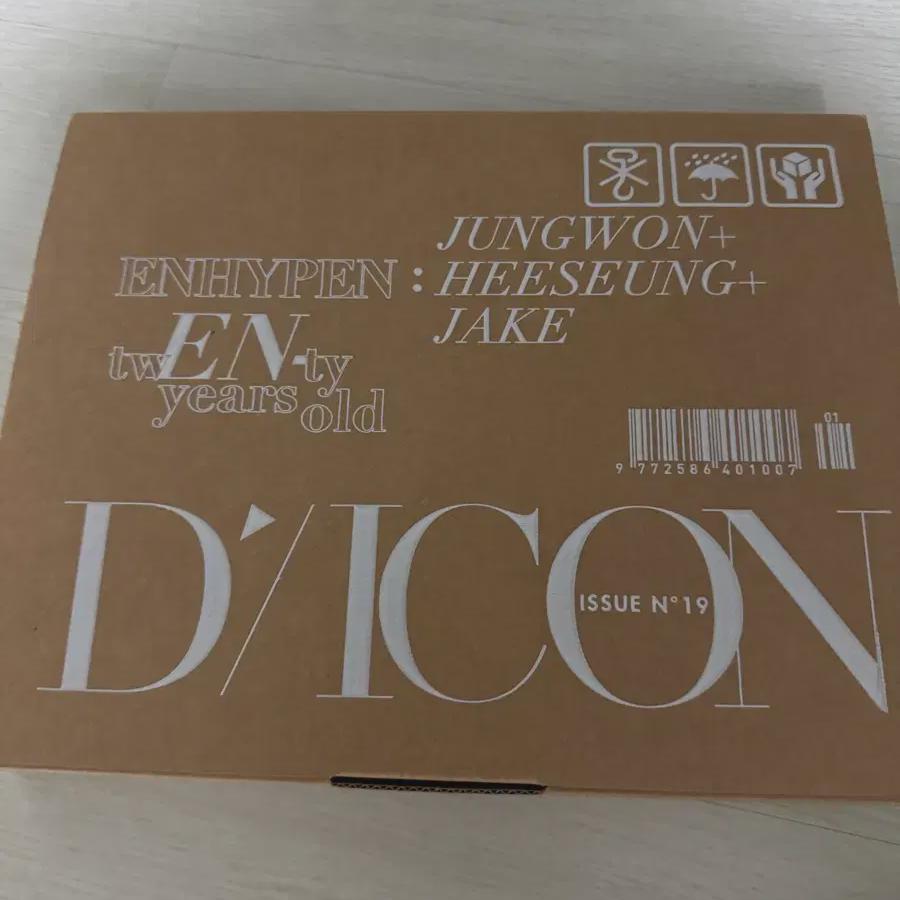 JUNGWON+
ENHYPEN : HEESEUNG+
JAKE
twEN-ty
years old
01
9 772586 401007
D'/ICON
ISSUE N°19